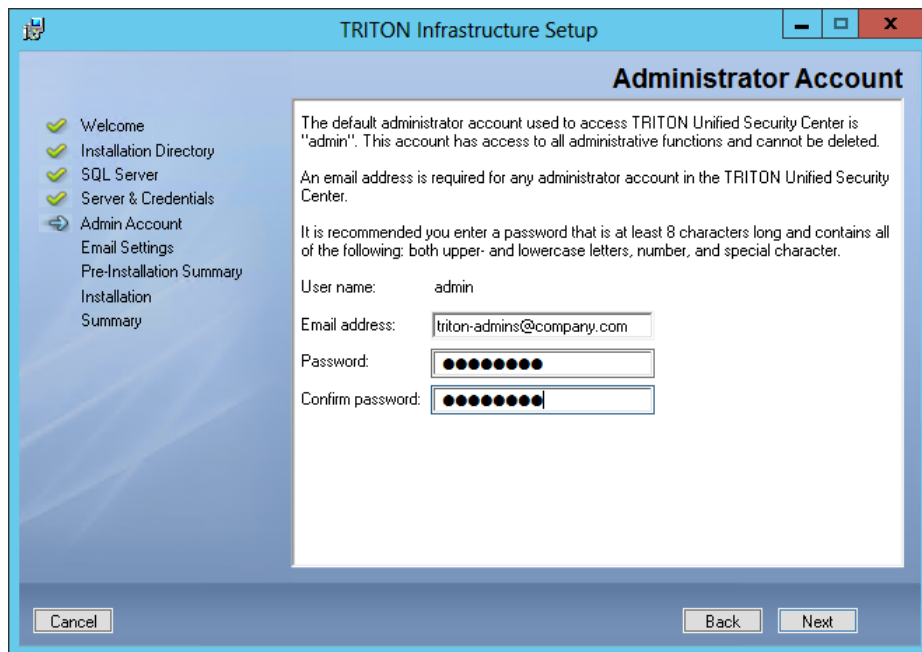 TRITON Infrastructure Setup
Administrator Account
Welcome
Installation Directory
SQL Server
Server & Credentials
Admin Account
Email Settings
Pre-Installation Summary
Installation
Summary
The default administrator account used to access TRITON Unified Security Center is
"admin". This account has access to all administrative functions and cannot be deleted.
An email address is required for any administrator account in the TRITON Unified Security
Center.
It is recommended you enter a password that is at least 8 characters long and contains all
of the following: both upper- and lowercase letters, number, and special character.
User name: admin
Email address: triton-admins@company.com
Password: ●●●●●●●●
Confirm password: ●●●●●●●●
Cancel Back Next